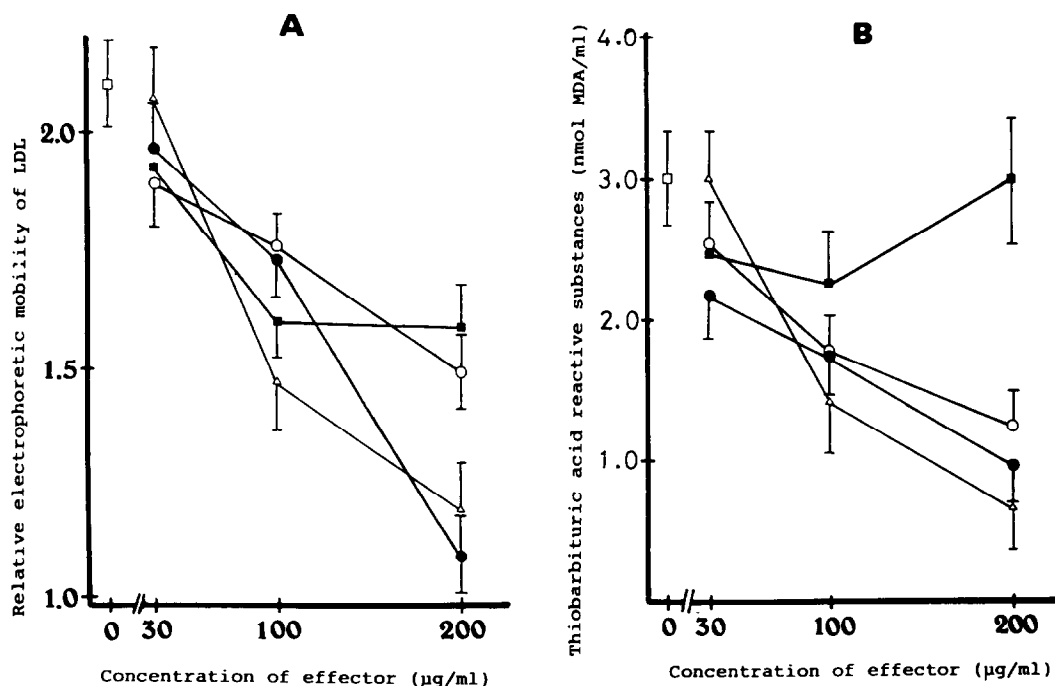 A
Relative electrophoretic mobility of LDL
2.0
1.5
1.0
0 30 100 200
Concentration of effector (µg/ml)
B
Thiobarbituric acid reactive substances (nmol MDA/ml)
4.0
3.0
2.0
1.0
0 30 100 200
Concentration of effector (µg/ml)